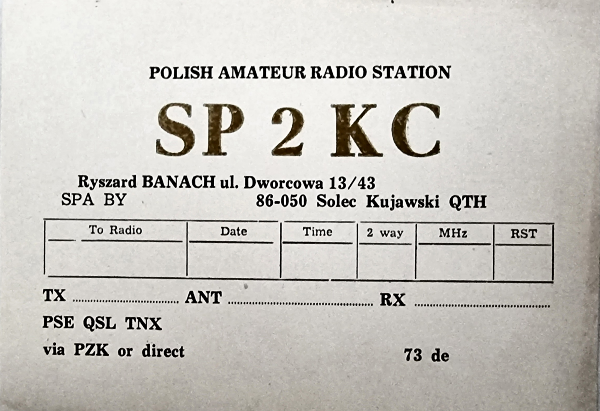 POLISH AMATEUR RADIO STATION
SP 2 KC
Ryszard BANACH ul. Dworcowa 13/43
SPA BY 86-050 Solec Kujawski QTH
To Radio Date Time 2 way MHz RST
TX ........................ ANT ................................ RX ..............................
PSE QSL TNX
via PZK or direct 73 de